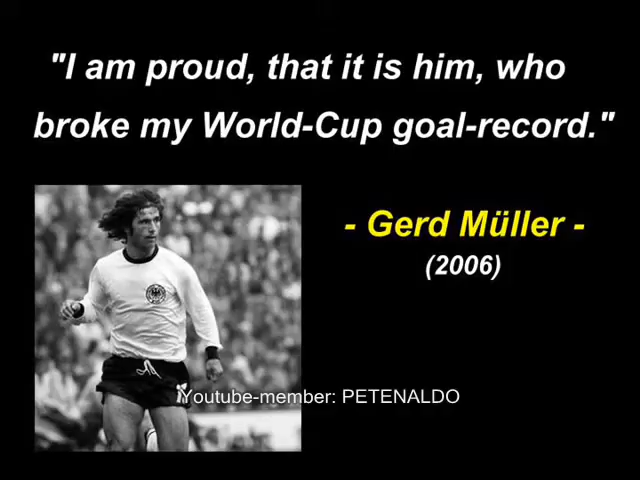 "I am proud, that it is him, who
broke my World-Cup goal-record."
- Gerd Müller -
(2006)
Youtube-member: PETENALDO